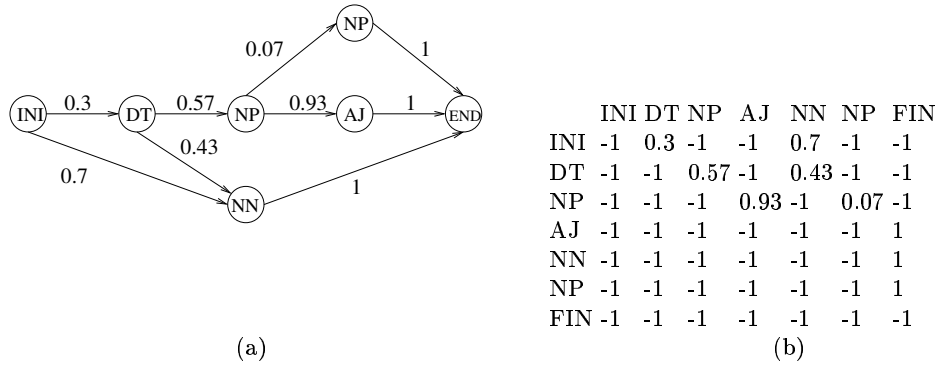 NP
0.07
1
INI
0.3
DT
0.57
NP
0.93
AJ
1
END
0.43
0.7
NN
1
(a)
INI DT NP AJ NN NP FIN
INI -1 0.3 -1 -1 0.7 -1 -1
DT -1 -1 0.57 -1 0.43 -1 -1
NP -1 -1 -1 0.93 -1 0.07 -1
AJ -1 -1 -1 -1 -1 -1 1
NN -1 -1 -1 -1 -1 -1 1
NP -1 -1 -1 -1 -1 -1 1
FIN -1 -1 -1 -1 -1 -1 -1
(b)